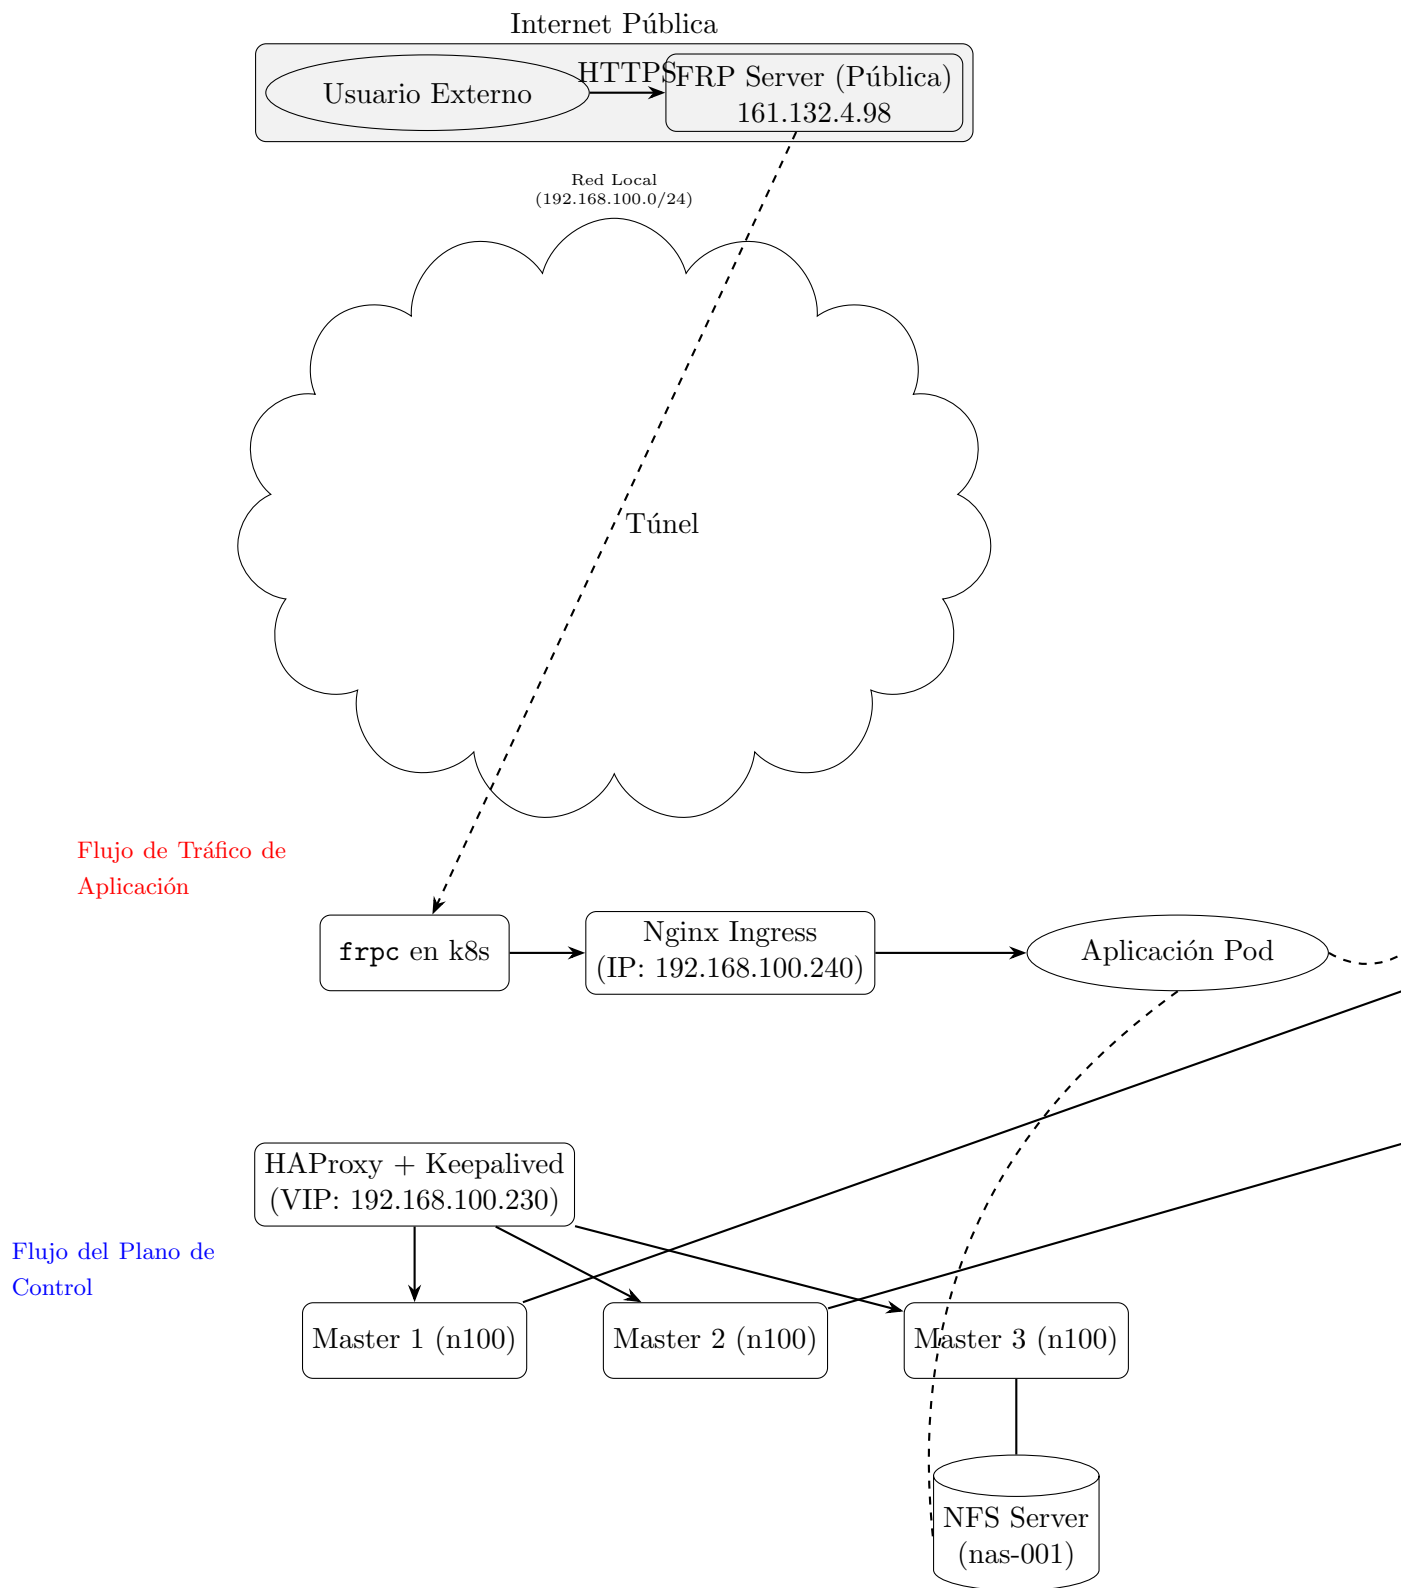 Internet Pública
HTTPS
Usuario Externo
FRP Server (Pública)
161.132.4.98
Red Local
(192.168.100.0/24)
Túnel
Flujo de Tráfico de
Aplicación
frpc en k8s
Nginx Ingress
(IP: 192.168.100.240)
Aplicación Pod
HAProxy + Keepalived
(VIP: 192.168.100.230)
Flujo del Plano de
Control
Master 1 (n100)
Master 2 (n100)
Master 3 (n100)
NFS Server
(nas-001)